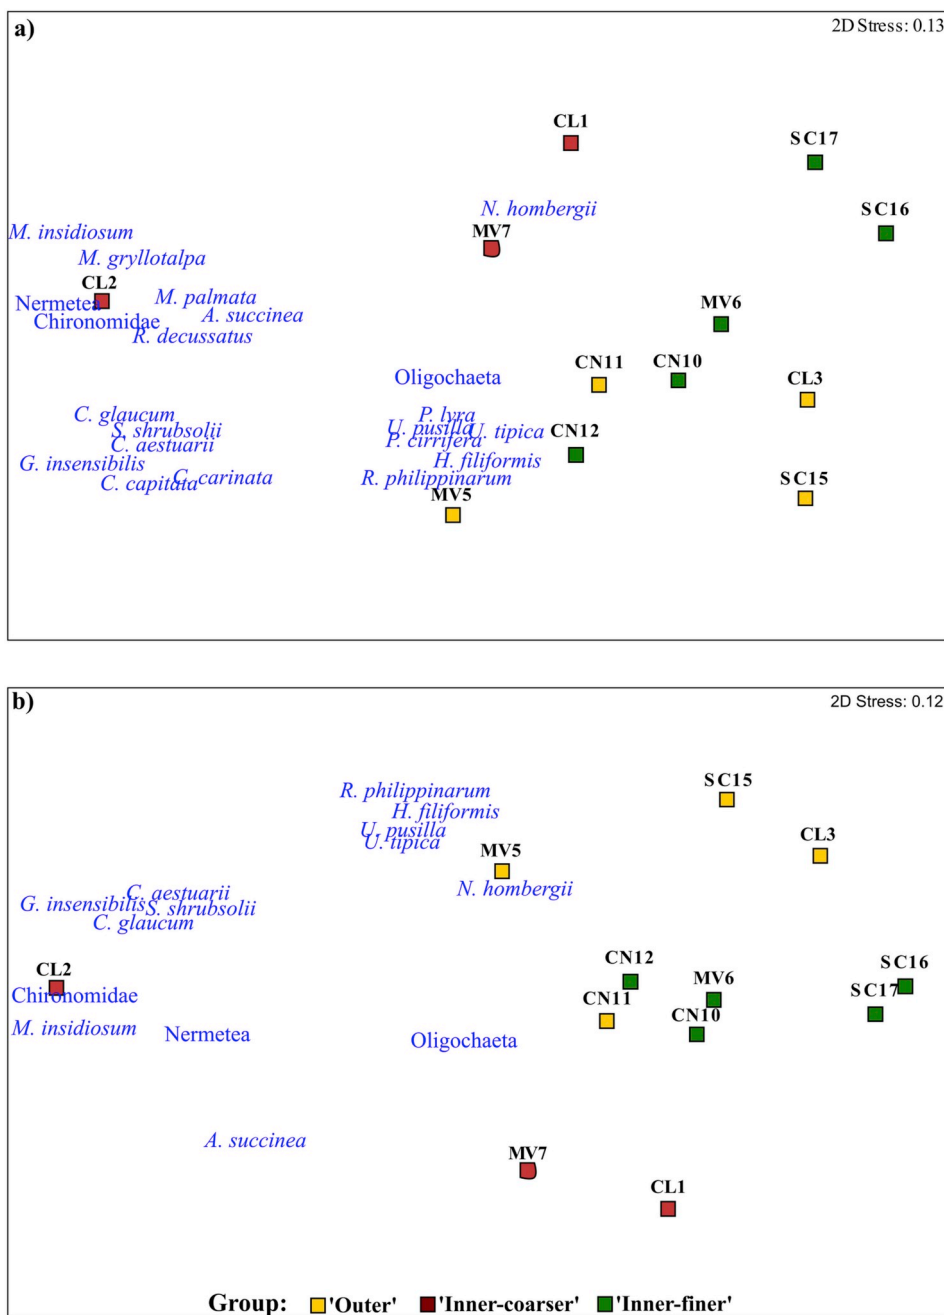 a)
2D Stress: 0.13
CL1
SC17
N. hombergii
SC16
M. insidiosum
MV7
M. gryllotalpa
CL2
M. palmata
Nermetea
A. succinea
Chironomidae
MV6
R. decussatus
CN11
CN10
Oligochaeta
CL3
C. glaucum
P. lyra
S. shrubsolii
U. pusilla
U. tipica
CN12
C. aestuarii
P. cirrifera
G. insensibilis
H. filiformis
C. capitata
C. carinata
R. philippinarum
SC15
MV5
b)
2D Stress: 0.12
SC15
R. philippinarum
H. filiformis
U. pusilla
CL3
U. tipica
MV5
C. aestuarii
N. hombergii
G. insensibilis
S. shrubsolii
C. glaucum
CL2
CN12
SC16
Chironomidae
MV6
CN11
SC17
M. insidiosum
CN10
Nermetea
Oligochaeta
A. succinea
MV7
CL1
Group: 'Outer' 'Inner-coarser' 'Inner-finer'